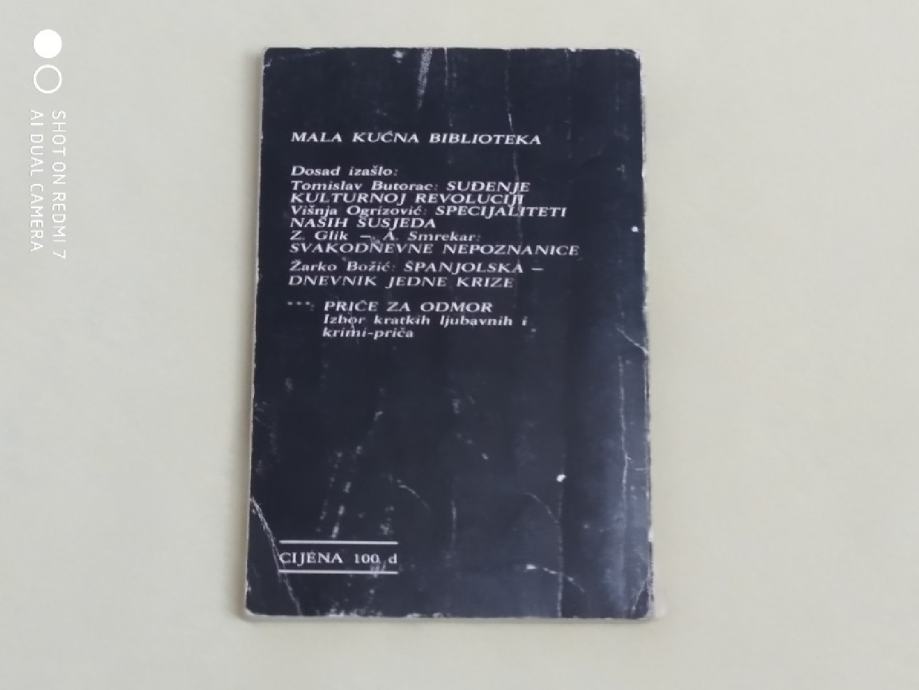 MALA KUĆNA BIBLIOTEKA
Dosad izašlo:
Tomislav Butorac: SUĐENJE
KULTURNOJ REVOLUCIJI
Višnja Ogrizović: SPECIJALITETI
NAŠIH SUSJEDA
Z. Glik – A. Smrekar:
SVAKODNEVNE NEPOZNANICE
Žarko Božić: ŠPANJOLSKA –
DNEVNIK JEDNE KRIZE
***: PRIČE ZA ODMOR
Izbor kratkih ljubavnih i
krimi-priča
CIJENA 100 d
SHOT ON REDMI 7
AI DUAL CAMERA